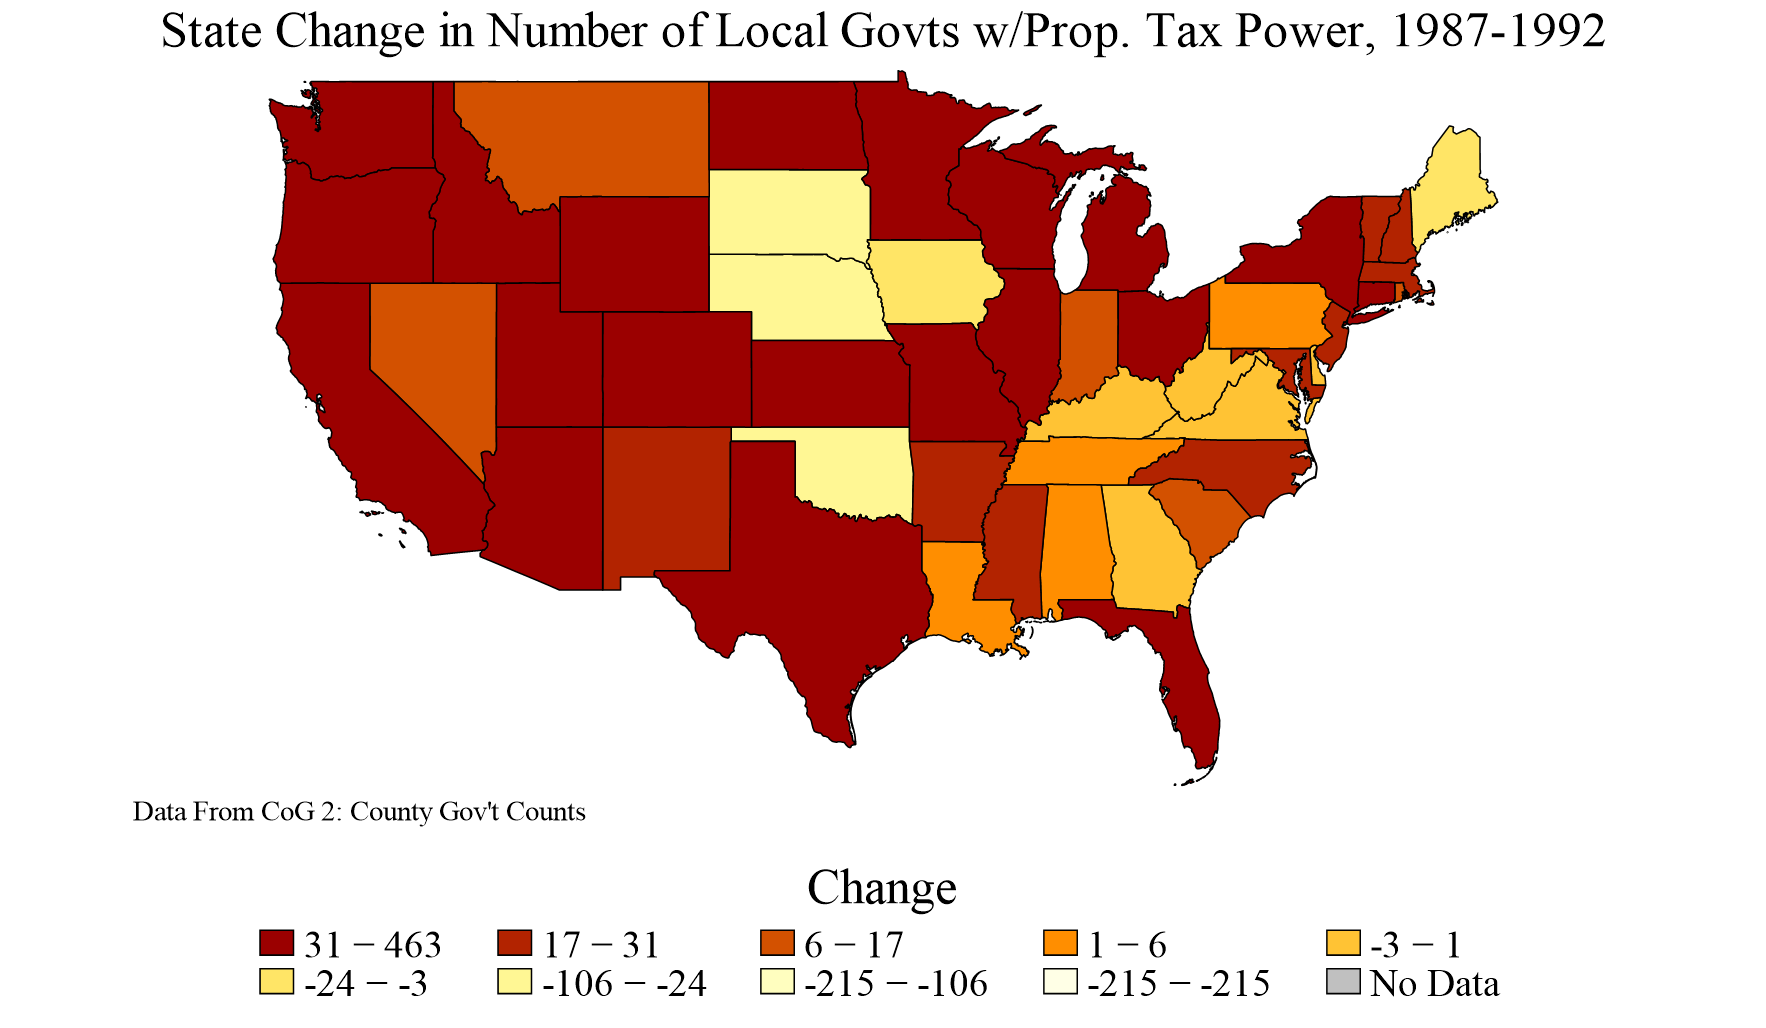 State Change in Number of Local Govts w/Prop. Tax Power, 1987-1992
Data From CoG 2: County Gov't Counts
Change
31 − 463 17 − 31 6 − 17 1 − 6 -3 − 1
-24 − -3 -106 − -24 -215 − -106 -215 − -215 No Data